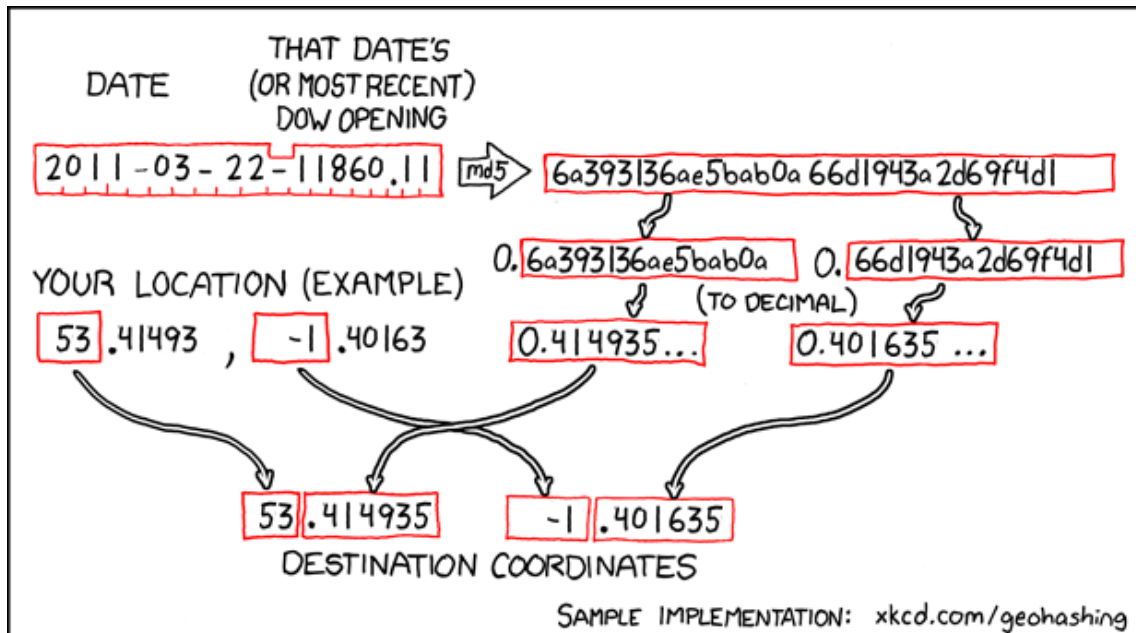 DATE
THAT DATE'S
(OR MOST RECENT)
DOW OPENING
2011-03-22-11860.11
md5
6a393136ae5bab0a66d1943a2d69f4d1
0.6a393136ae5bab0a
0.66d1943a2d69f4d1
(TO DECIMAL)
YOUR LOCATION (EXAMPLE)
53.41493, -1.40163
0.414935...
0.401635...
53.414935
-1.401635
DESTINATION COORDINATES
SAMPLE IMPLEMENTATION: xkcd.com/geohashing